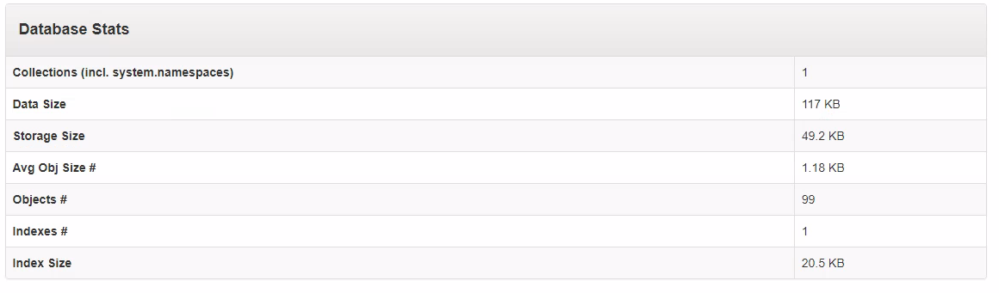 Database Stats
Collections (incl. system.namespaces) 1
Data Size 117 KB
Storage Size 49.2 KB
Avg Obj Size # 1.18 KB
Objects # 99
Indexes # 1
Index Size 20.5 KB